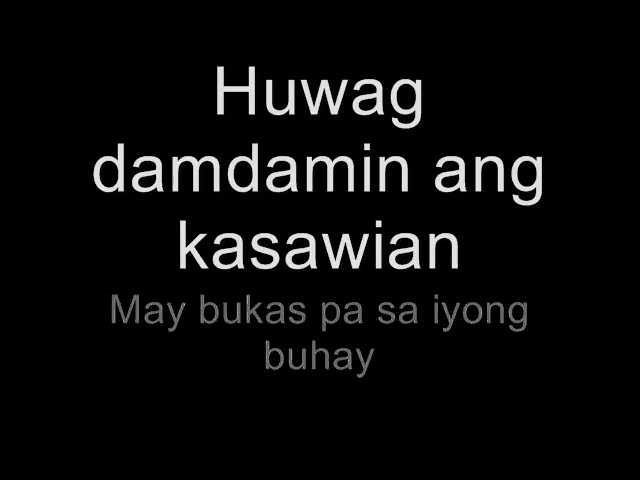 Huwag
damdamin ang
kasawian
May bukas pa sa iyong
buhay